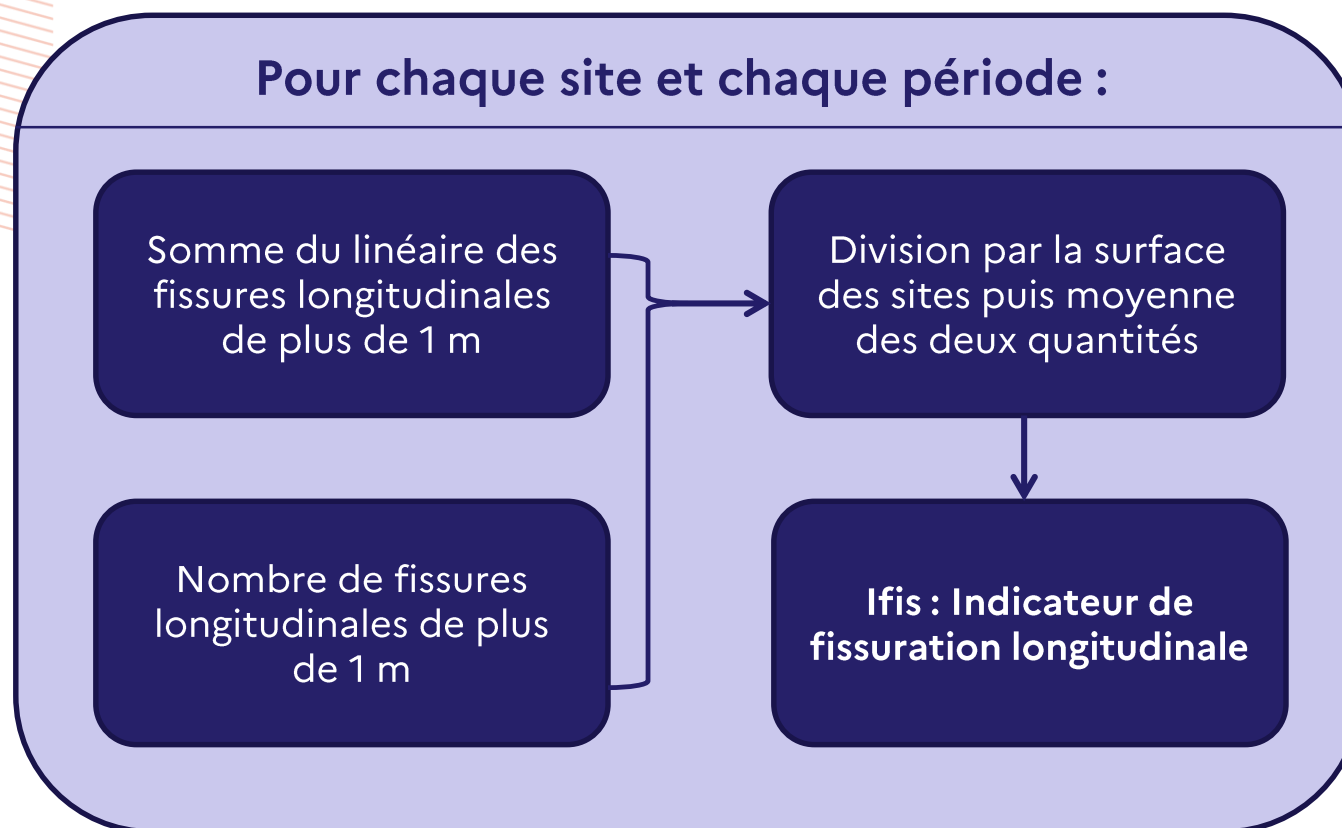 Pour chaque site et chaque période :
Somme du linéaire des
fissures longitudinales
de plus de 1 m
Division par la surface
des sites puis moyenne
des deux quantités
Nombre de fissures
longitudinales de plus
de 1 m
Ifis : Indicateur de
fissuration longitudinale